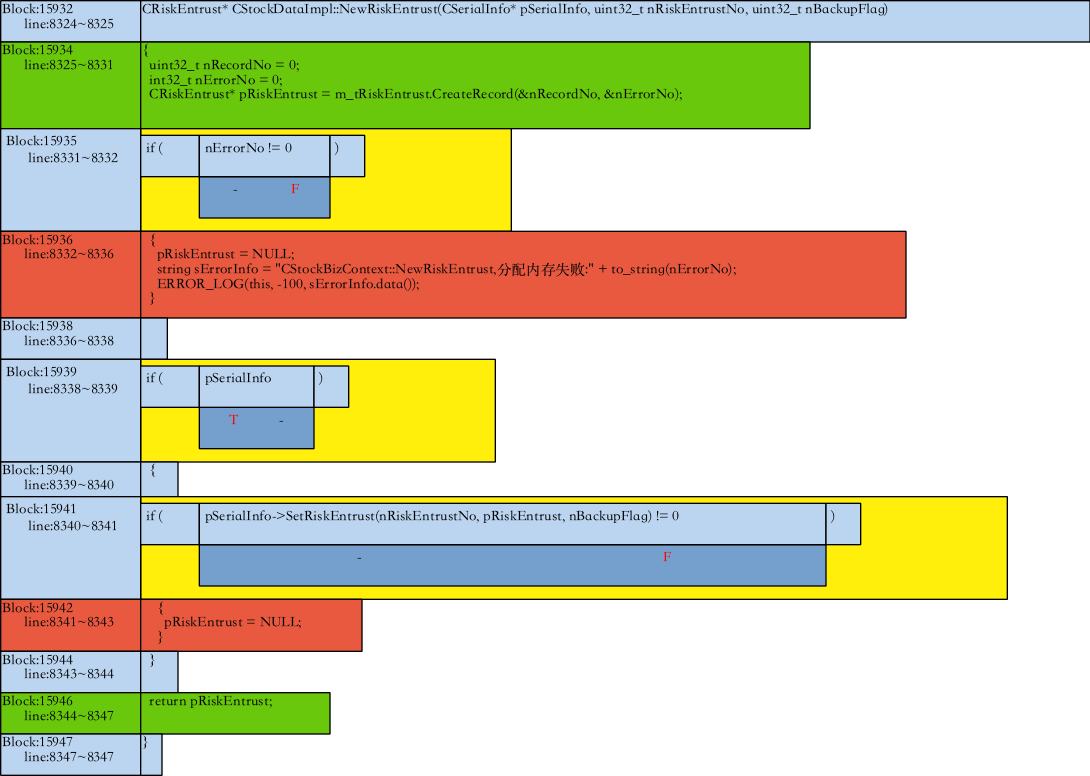 Block:15932
line:8324~8325
CRiskEntrust* CStockDataImpl::NewRiskEntrust(CSerialInfo* pSerialInfo, uint32_t nRiskEntrustNo, uint32_t nBackupFlag)
Block:15934
line:8325~8331
{
uint32_t nRecordNo = 0;
int32_t nErrorNo = 0;
CRiskEntrust* pRiskEntrust = m_tRiskEntrust.CreateRecord(&nRecordNo, &nErrorNo);
Block:15935
line:8331~8332
if ( nErrorNo != 0 )
- F
Block:15936
line:8332~8336
{
pRiskEntrust = NULL;
string sErrorInfo = "CStockBizContext::NewRiskEntrust,分配内存失败:" + to_string(nErrorNo);
ERROR_LOG(this, -100, sErrorInfo.data());
}
Block:15938
line:8336~8338
Block:15939
line:8338~8339
if ( pSerialInfo )
T -
Block:15940
line:8339~8340
{
Block:15941
line:8340~8341
if ( pSerialInfo->SetRiskEntrust(nRiskEntrustNo, pRiskEntrust, nBackupFlag) != 0 )
- F
Block:15942
line:8341~8343
{
pRiskEntrust = NULL;
}
Block:15944
line:8343~8344
}
Block:15946
line:8344~8347
return pRiskEntrust;
Block:15947
line:8347~8347
}